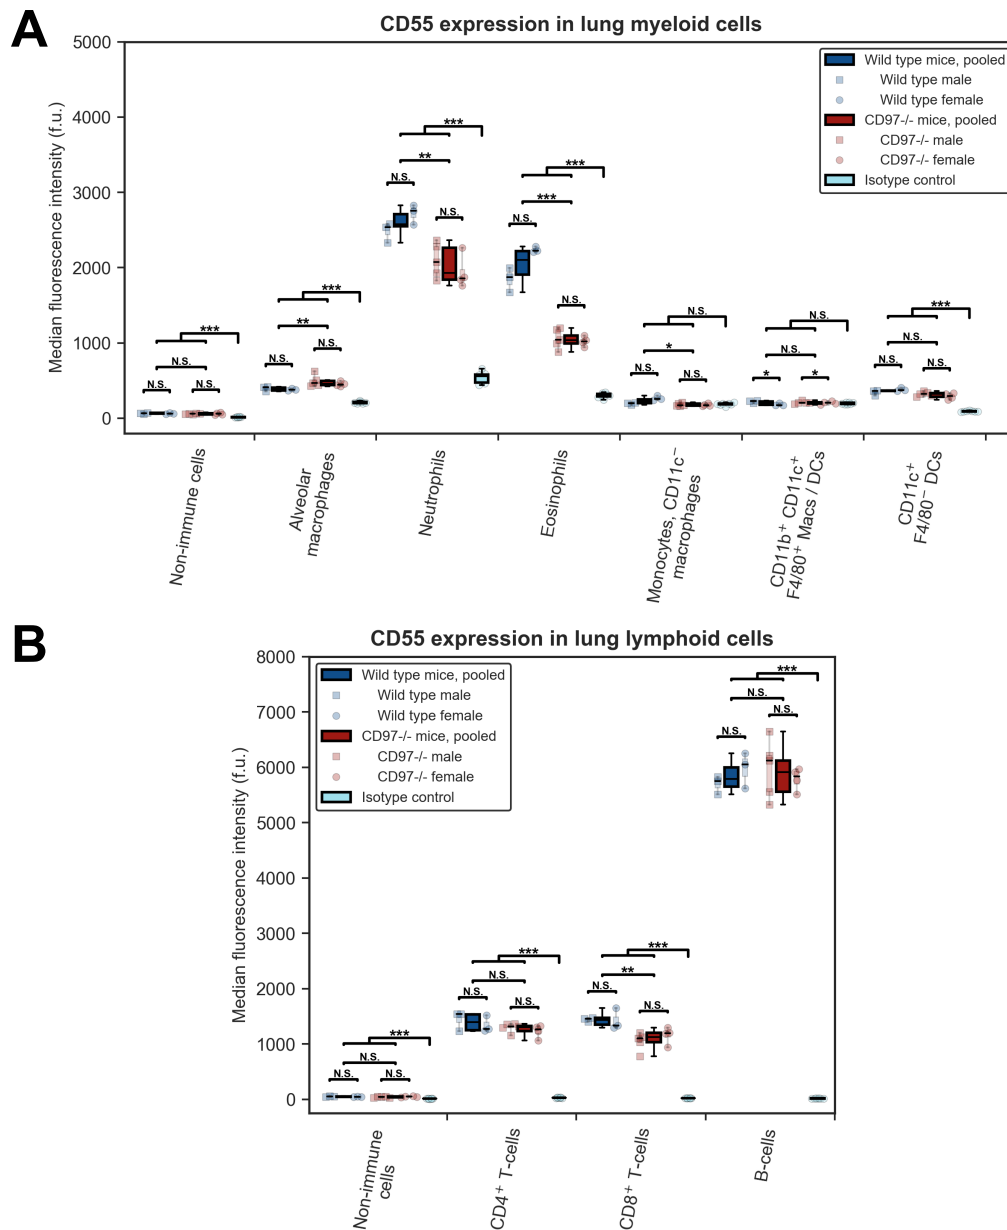 A
CD55 expression in lung myeloid cells
Median fluorescence intensity (f.u.)
5000
4000
3000
2000
1000
0
Wild type mice, pooled
Wild type male
Wild type female
CD97-/- mice, pooled
CD97-/- male
CD97-/- female
Isotype control
***
N.S.
N.S.
N.S.
***
**
N.S.
N.S.
***
**
N.S.
N.S.
***
***
N.S.
N.S.
N.S.
*
N.S.
N.S.
N.S.
N.S.
*
*
***
N.S.
N.S.
N.S.
Non-immune cells
Alveolar
macrophages
Neutrophils
Eosinophils
Monocytes, CD11c⁻
macrophages
CD11b⁺ CD11c⁺
F4/80⁺ Macs / DCs
CD11c⁺
F4/80⁻ DCs
B
CD55 expression in lung lymphoid cells
Median fluorescence intensity (f.u.)
8000
7000
6000
5000
4000
3000
2000
1000
0
Wild type mice, pooled
Wild type male
Wild type female
CD97-/- mice, pooled
CD97-/- male
CD97-/- female
Isotype control
***
N.S.
N.S.
N.S.
***
N.S.
N.S.
N.S.
***
**
N.S.
N.S.
***
N.S.
N.S.
N.S.
Non-immune
cells
CD4⁺ T-cells
CD8⁺ T-cells
B-cells